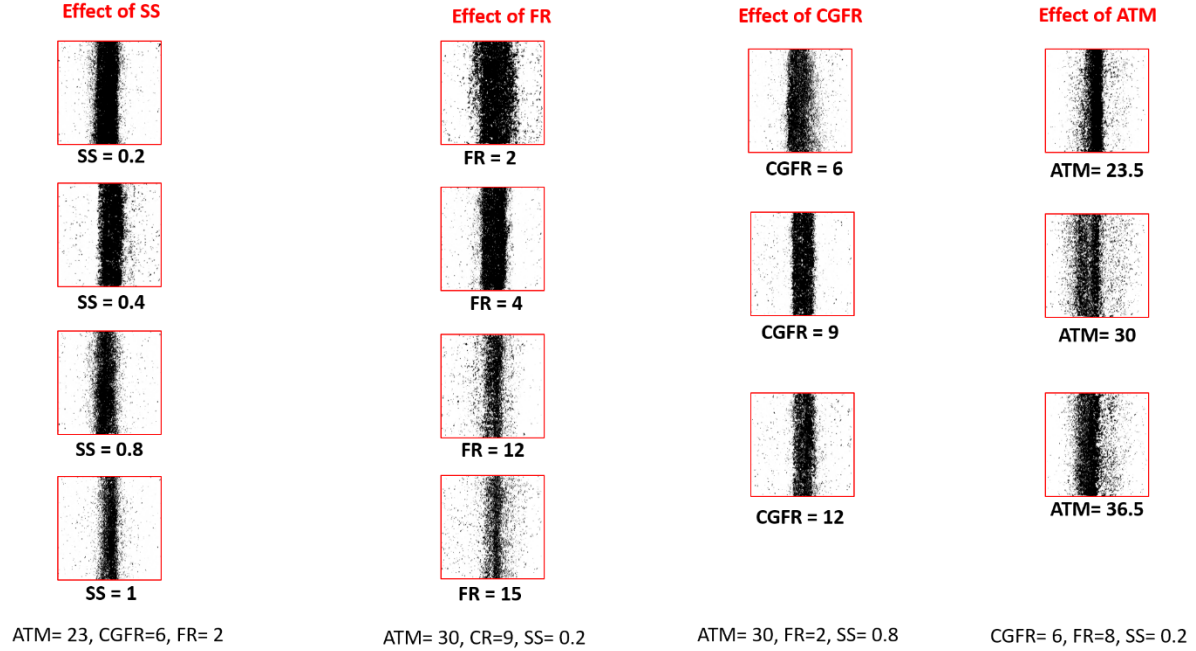 Effect of SS
SS = 0.2
SS = 0.4
SS = 0.8
SS = 1
ATM= 23, CGFR=6, FR= 2
Effect of FR
FR = 2
FR = 4
FR = 12
FR = 15
ATM= 30, CR=9, SS= 0.2
Effect of CGFR
CGFR = 6
CGFR = 9
CGFR = 12
ATM= 30, FR=2, SS= 0.8
Effect of ATM
ATM= 23.5
ATM= 30
ATM= 36.5
CGFR= 6, FR=8, SS= 0.2